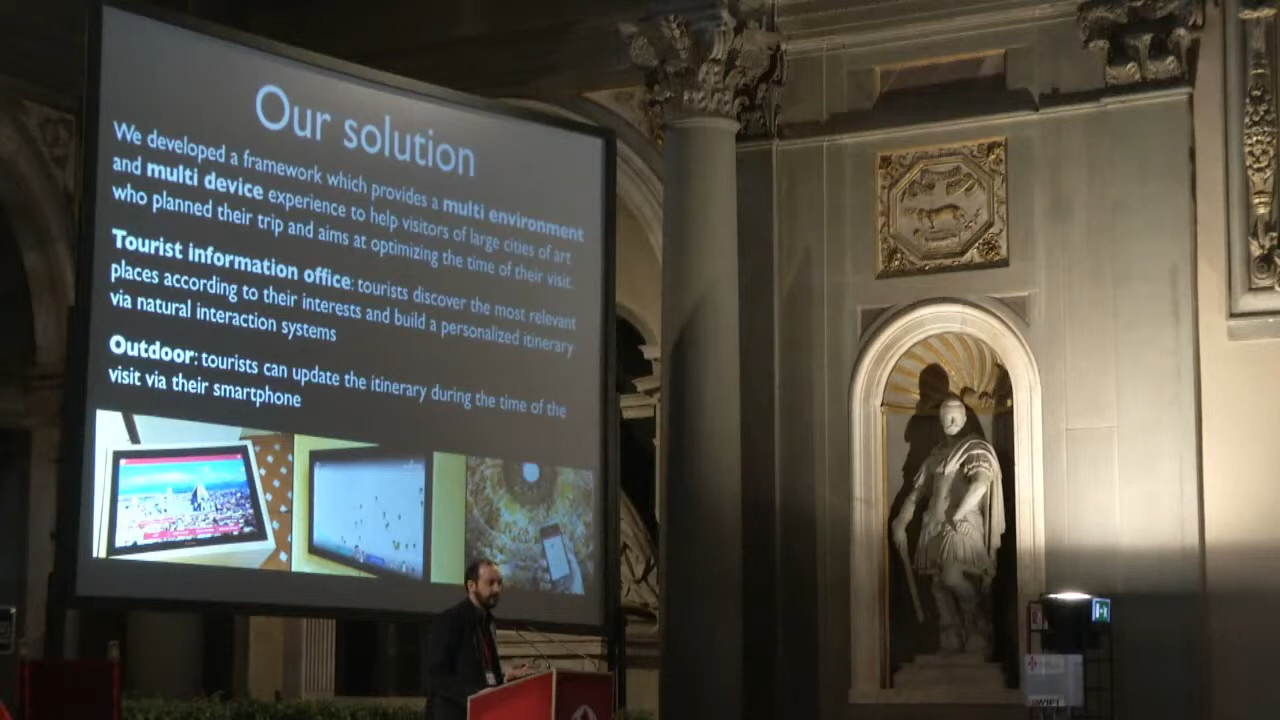 Our solution
We developed a framework which provides a multi environment
and multi device experience to help visitors of large cities of art
who planned their trip and aims at optimizing the time of their visit.
Tourist information office: tourists discover the most relevant
places according to their interests and build a personalized itinerary
via natural interaction systems
Outdoor: tourists can update the itinerary during the time of the
visit via their smartphone
WIFI